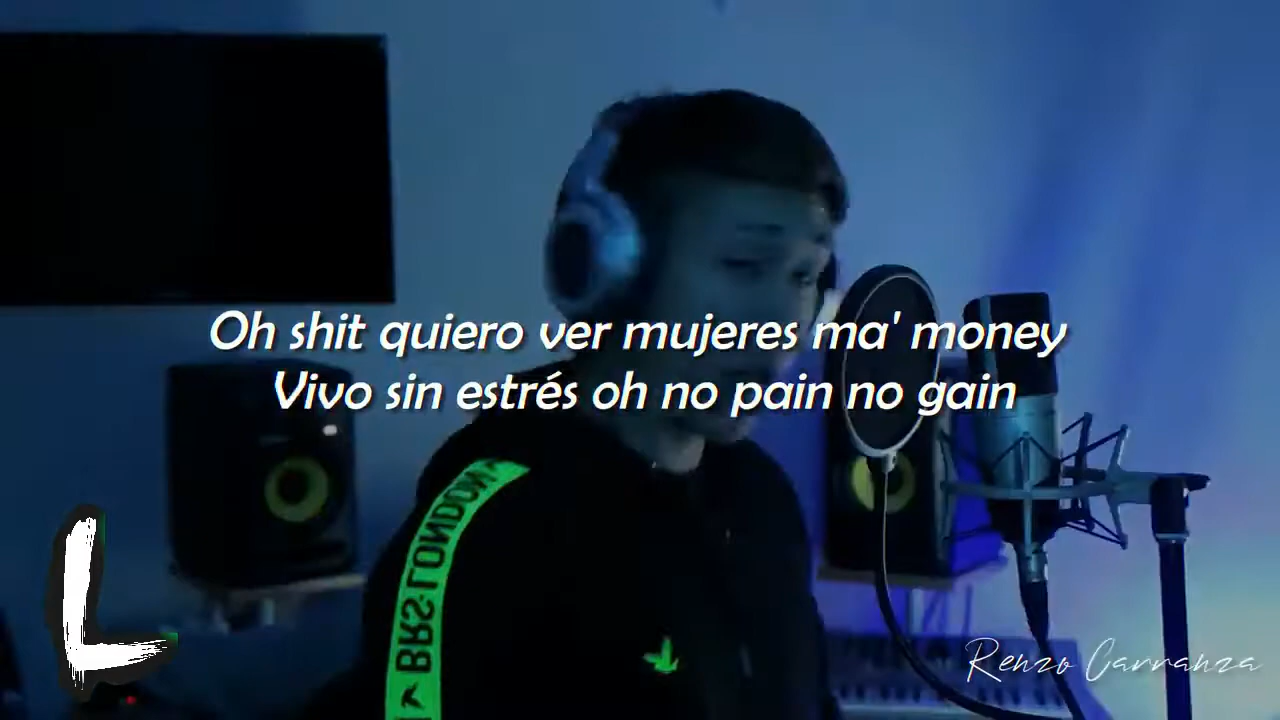 Oh shit quiero ver mujeres ma' money
Vivo sin estrés oh no pain no gain
BRS·LONDON
L
Renzo Carranza